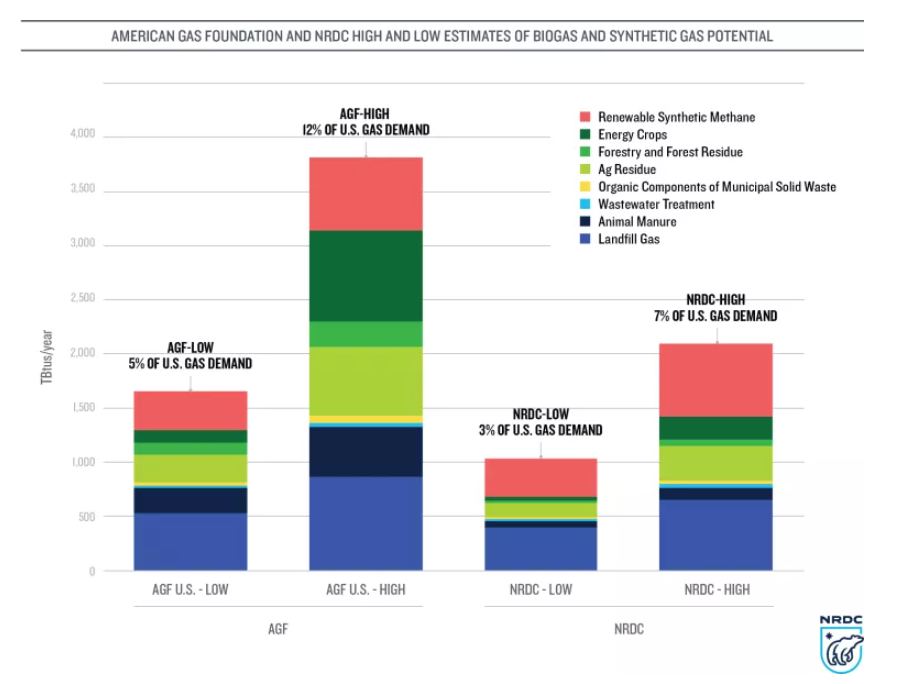 AMERICAN GAS FOUNDATION AND NRDC HIGH AND LOW ESTIMATES OF BIOGAS AND SYNTHETIC GAS POTENTIAL
AGF-HIGH
12% OF U.S. GAS DEMAND
Renewable Synthetic Methane
Energy Crops
Forestry and Forest Residue
Ag Residue
Organic Components of Municipal Solid Waste
Wastewater Treatment
Animal Manure
Landfill Gas
4,000
3,500
3,000
2,500
2,000
1,500
1,000
500
0
TBtus/year
AGF-LOW
5% OF U.S. GAS DEMAND
NRDC-LOW
3% OF U.S. GAS DEMAND
NRDC-HIGH
7% OF U.S. GAS DEMAND
AGF U.S. - LOW
AGF U.S. - HIGH
NRDC - LOW
NRDC - HIGH
AGF
NRDC
NRDC